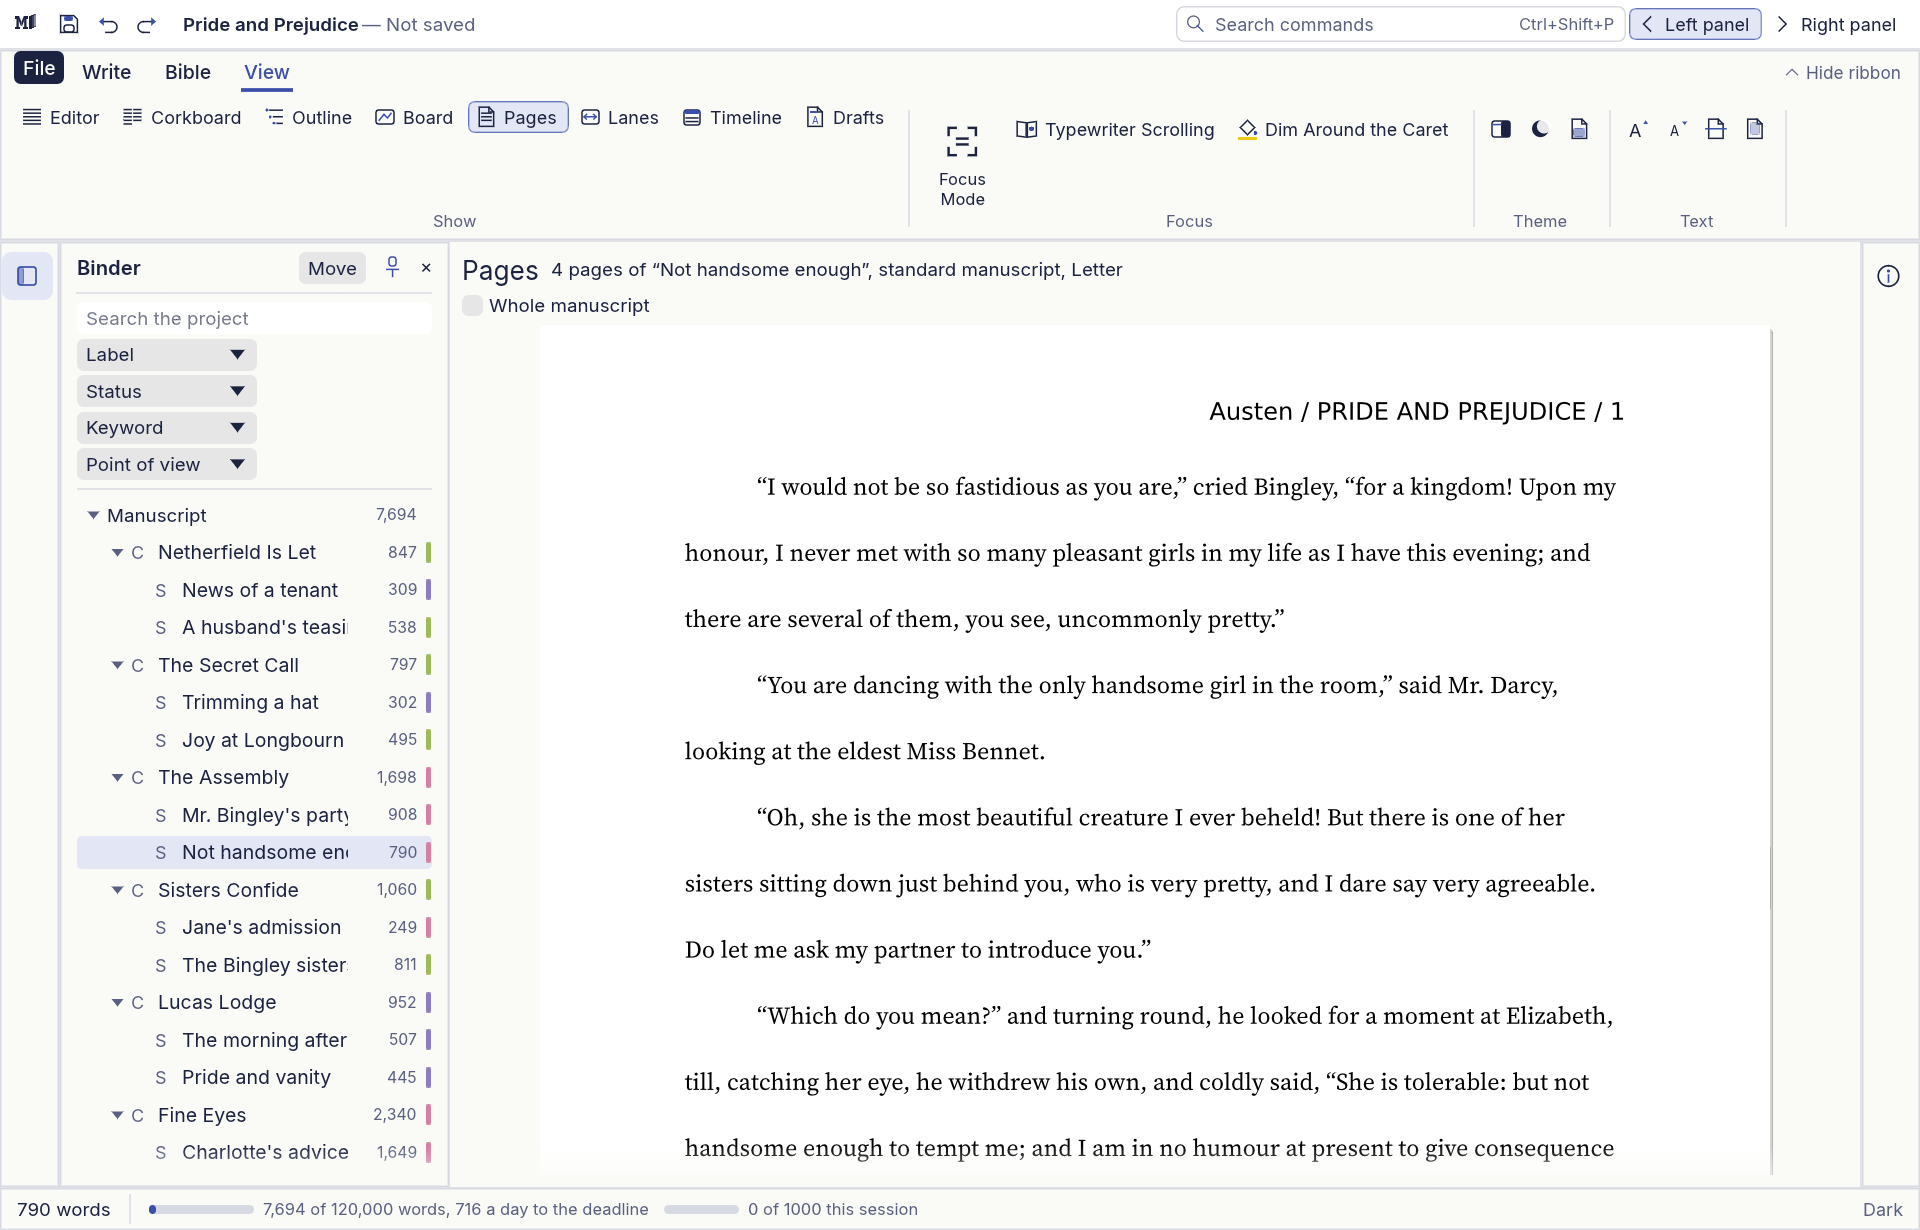 Pride and Prejudice — Not saved
Search commands Ctrl+Shift+P
Left panel
Right panel
File Write Bible View
Hide ribbon
Editor Corkboard Outline Board Pages Lanes Timeline Drafts
Show
Focus Mode
Typewriter Scrolling
Dim Around the Caret
Focus
Theme
Text
Binder
Move
Search the project
Label
Status
Keyword
Point of view
Manuscript 7,694
C Netherfield Is Let 847
S News of a tenant 309
S A husband's teasi 538
C The Secret Call 797
S Trimming a hat 302
S Joy at Longbourn 495
C The Assembly 1,698
S Mr. Bingley's party 908
S Not handsome eno 790
C Sisters Confide 1,060
S Jane's admission 249
S The Bingley sister 811
C Lucas Lodge 952
S The morning after 507
S Pride and vanity 445
C Fine Eyes 2,340
S Charlotte's advice 1,649
Pages 4 pages of “Not handsome enough”, standard manuscript, Letter
Whole manuscript
Austen / PRIDE AND PREJUDICE / 1
“I would not be so fastidious as you are,” cried Bingley, “for a kingdom! Upon my
honour, I never met with so many pleasant girls in my life as I have this evening; and
there are several of them, you see, uncommonly pretty.”
“You are dancing with the only handsome girl in the room,” said Mr. Darcy,
looking at the eldest Miss Bennet.
“Oh, she is the most beautiful creature I ever beheld! But there is one of her
sisters sitting down just behind you, who is very pretty, and I dare say very agreeable.
Do let me ask my partner to introduce you.”
“Which do you mean?” and turning round, he looked for a moment at Elizabeth,
till, catching her eye, he withdrew his own, and coldly said, “She is tolerable: but not
handsome enough to tempt me; and I am in no humour at present to give consequence
790 words
7,694 of 120,000 words, 716 a day to the deadline
0 of 1000 this session
Dark